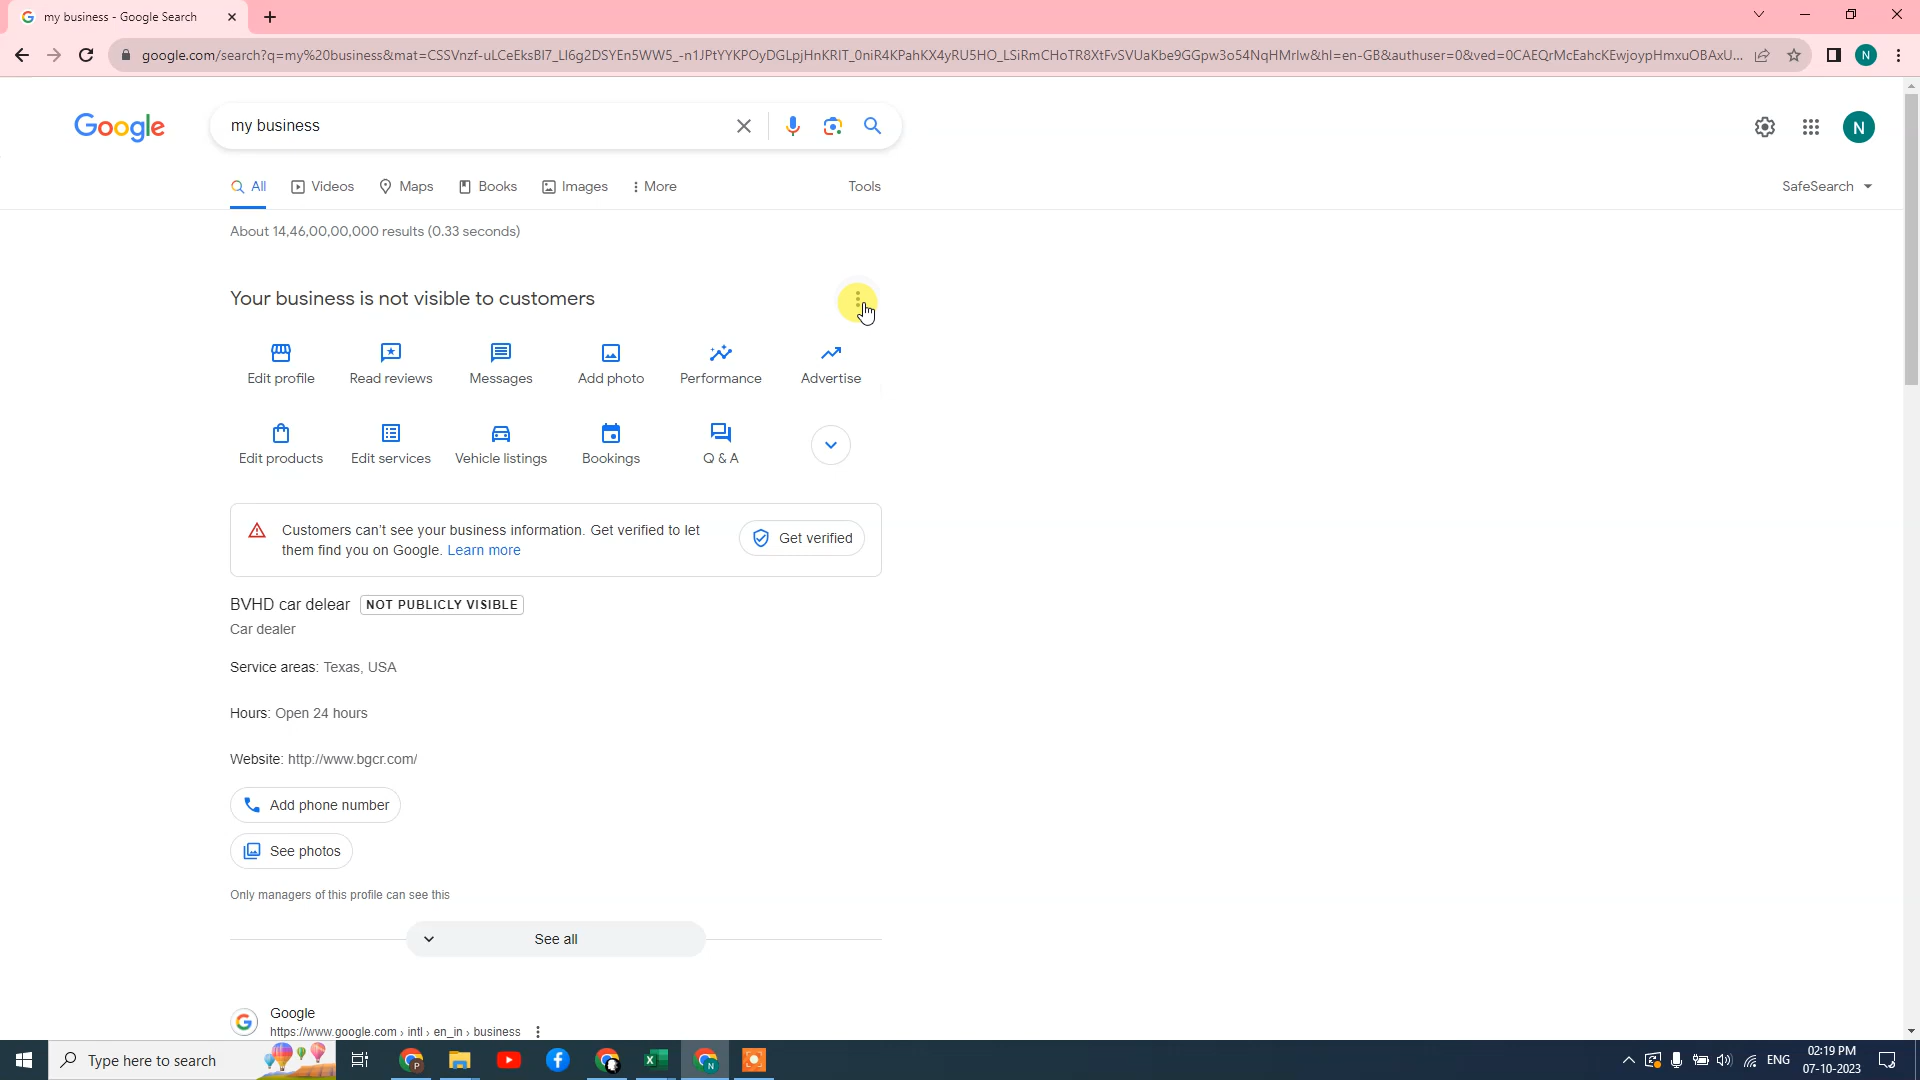 my business - Google Search
google.com/search?q=my%20business&mat=CSSVnzf-uLCeEksBI7_LI6g2DSYEn5WW5_-n1JPtYYKPOyDGLpjHnKRIT_0niR4KPahKX4yRU5HO_LSiRmCHoTR8XtFvSVUaKbe9GGpw3o54NqHMrlw&hl=en-GB&authuser=0&ved=0CAEQrMcEahcKEwjoypHmxuOBAxU...
N
Google
my business
N
All
Videos
Maps
Books
Images
More
Tools
SafeSearch
About 14,46,00,00,000 results (0.33 seconds)
Your business is not visible to customers
Edit profile
Read reviews
Messages
Add photo
Performance
Advertise
Edit products
Edit services
Vehicle listings
Bookings
Q & A
Customers can't see your business information. Get verified to let
them find you on Google. Learn more
Get verified
BVHD car delear NOT PUBLICLY VISIBLE
Car dealer
Service areas: Texas, USA
Hours: Open 24 hours
Website: http://www.bgcr.com/
Add phone number
See photos
Only managers of this profile can see this
See all
Google
https://www.google.com › intl › en_in › business
Type here to search
P
N
ENG
02:19 PM
07-10-2023